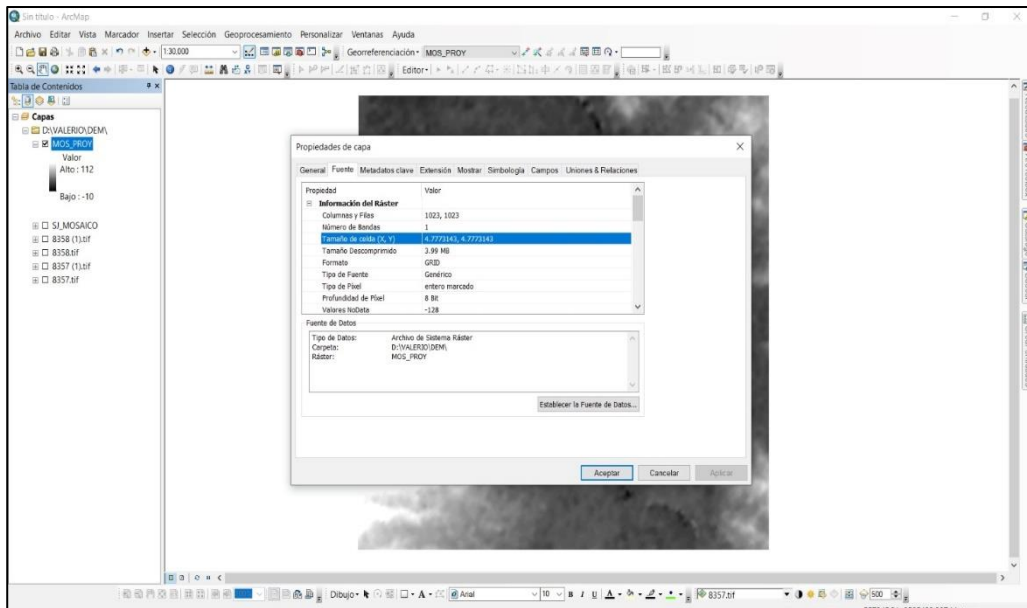 Sin título - ArcMap
Archivo Editar Vista Marcador Insertar Selección Geoprocesamiento Personalizar Ventanas Ayuda
1:30,000
Georreferenciación MOS_PROY
Editor
Tabla de Contenidos
Capas
D:\VALERIO\DEM\
MOS_PROY
Valor
Alto : 112
Bajo : -10
SJ_MOSAICO
8358 (1).tif
8358.tif
8357 (1).tif
8357.tif
Propiedades de capa
General Fuente Metadatos clave Extensión Mostrar Simbología Campos Uniones & Relaciones
Propiedad Valor
Información del Ráster
Columnas y Filas 1023, 1023
Número de Bandas 1
Tamaño de celda (X, Y) 4.7773143, 4.7773143
Tamaño Descomprimido 3.99 MB
Formato GRID
Tipo de Fuente Genérico
Tipo de Píxel entero marcado
Profundidad de Píxel 8 Bit
Valores NoData -128
Fuente de Datos
Tipo de Datos: Archivo de Sistema Ráster
Carpeta: D:\VALERIO\DEM\
Ráster: MOS_PROY
Establecer la Fuente de Datos...
Aceptar Cancelar Aplicar
Dibujo Arial 10 B I U A 8357.tif 500